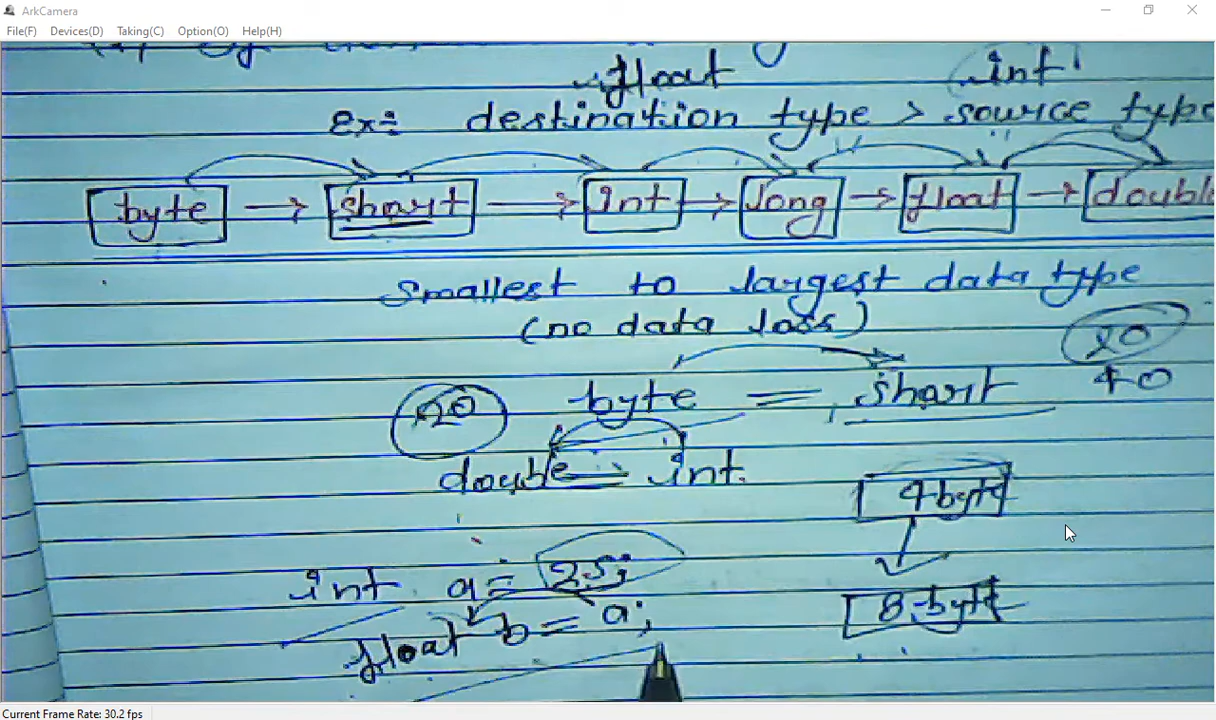 ArkCamera
File(F) Devices(D) Taking(C) Option(O) Help(H)
float int
Ex:- destination type > source type
byte → short → int → long → float → double
Smallest to largest data type
(no data loss)
20
20 byte = short 40
double = int.
4 byte
int a = 25;
8 byte
float b = a;
Current Frame Rate: 30.2 fps